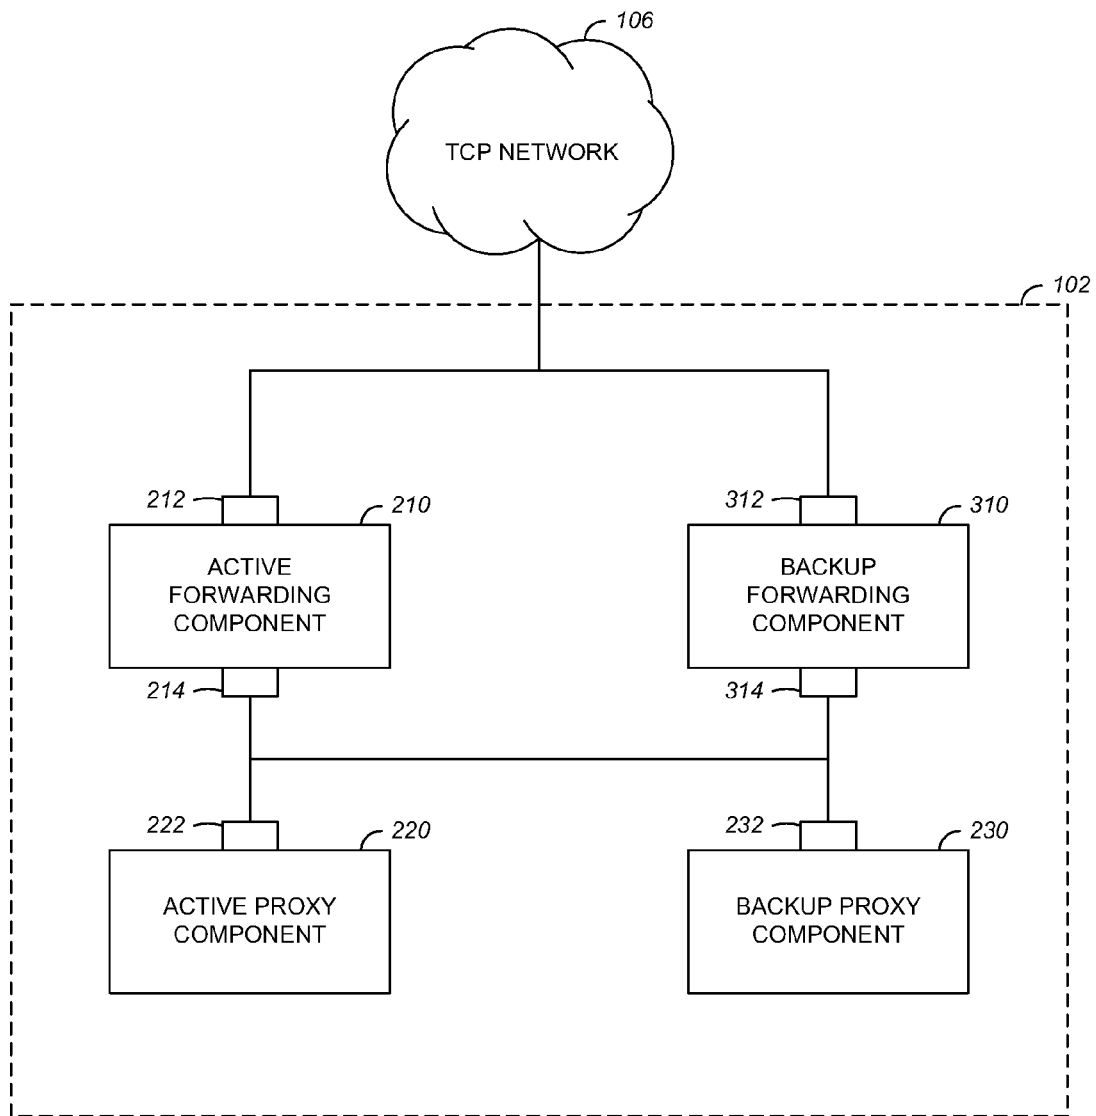 106
TCP NETWORK
102
212
210
312
310
ACTIVE
FORWARDING
COMPONENT
BACKUP
FORWARDING
COMPONENT
214
314
222
220
232
230
ACTIVE PROXY
COMPONENT
BACKUP PROXY
COMPONENT